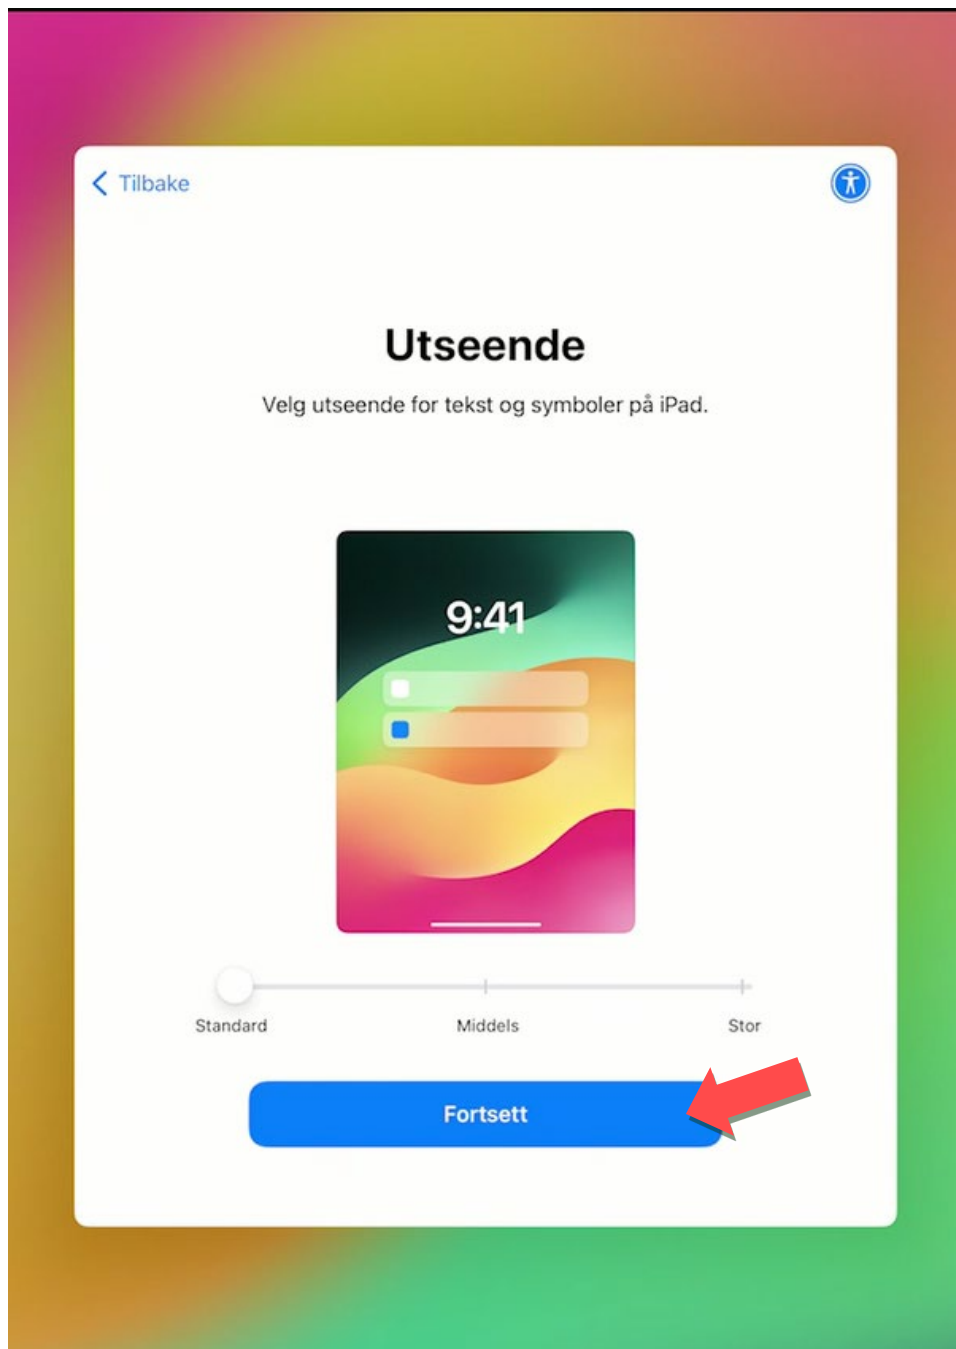 Tilbake
Utseende
Velg utseende for tekst og symboler på iPad.
9:41
Standard Middels Stor
Fortsett